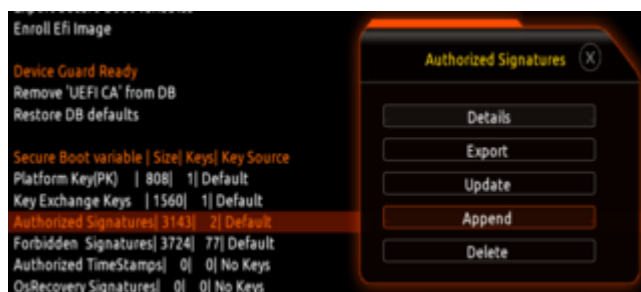 Enroll Efi Image
Device Guard Ready
Remove 'UEFI CA' from DB
Restore DB defaults
Secure Boot variable | Size| Keys| Key Source
Platform Key(PK) | 808| 1| Default
Key Exchange Keys | 1560| 1| Default
Authorized Signatures| 3143| 2| Default
Forbidden Signatures| 3724| 77| Default
Authorized TimeStamps| 0| 0| No Keys
OsRecovery Signatures| 0| 0| No Keys
Authorized Signatures X
Details
Export
Update
Append
Delete